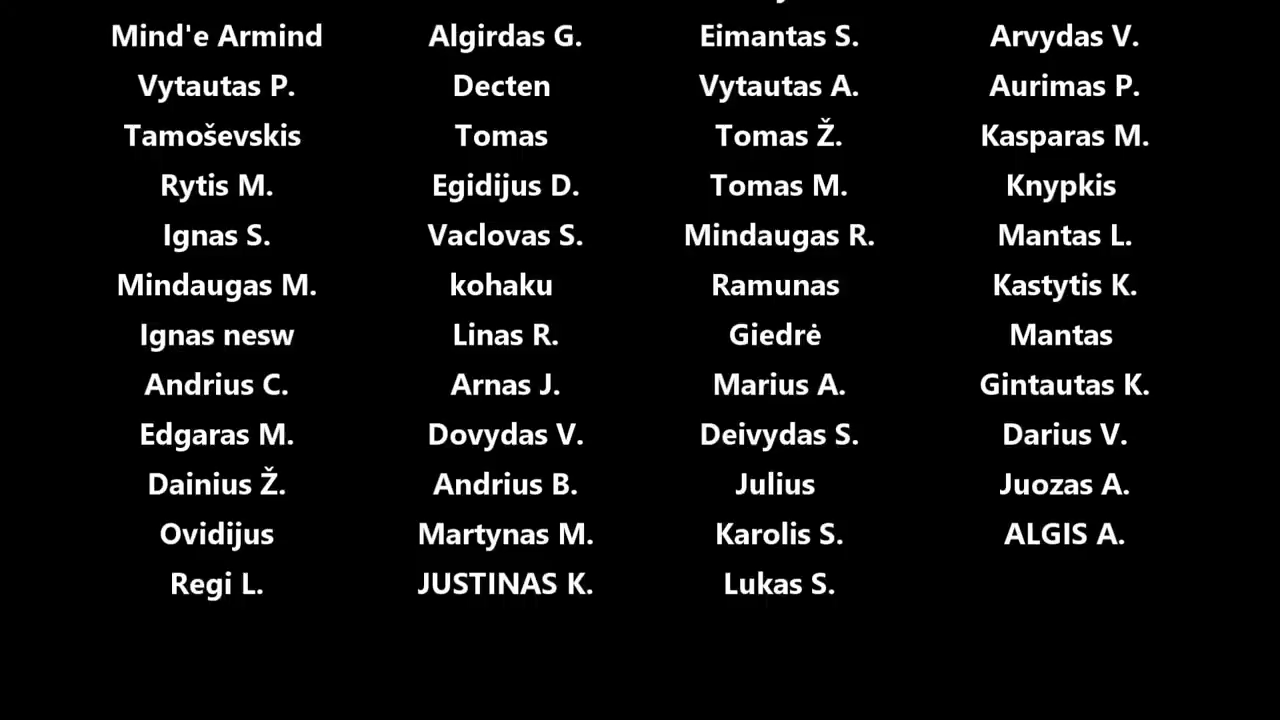 Mind'e Armind Algirdas G. Eimantas S. Arvydas V.
Vytautas P. Decten Vytautas A. Aurimas P.
Tamoševskis Tomas Tomas Ž. Kasparas M.
Rytis M. Egidijus D. Tomas M. Knypkis
Ignas S. Vaclovas S. Mindaugas R. Mantas L.
Mindaugas M. kohaku Ramunas Kastytis K.
Ignas nesw Linas R. Giedrė Mantas
Andrius C. Arnas J. Marius A. Gintautas K.
Edgaras M. Dovydas V. Deivydas S. Darius V.
Dainius Ž. Andrius B. Julius Juozas A.
Ovidijus Martynas M. Karolis S. ALGIS A.
Regi L. JUSTINAS K. Lukas S.